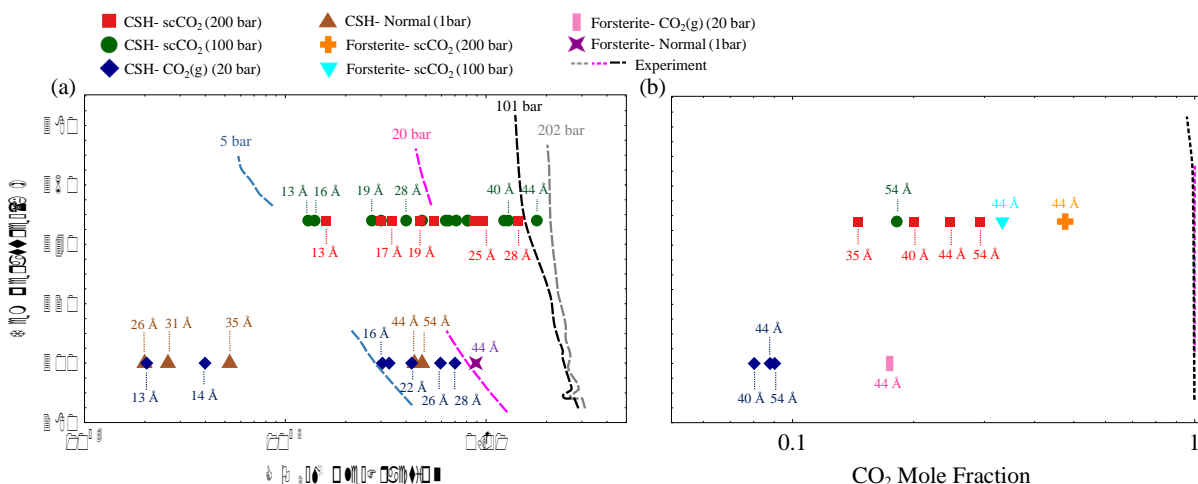 CSH- scCO₂ (200 bar)
CSH- Normal (1bar)
Forsterite- CO₂(g) (20 bar)
CSH- scCO₂ (100 bar)
Forsterite- scCO₂ (200 bar)
Forsterite- Normal (1bar)
CSH- CO₂(g) (20 bar)
Forsterite- scCO₂ (100 bar)
Experiment
(a)
101 bar
202 bar
5 bar
20 bar
13 Å 16 Å 19 Å 28 Å 40 Å 44 Å
13 Å 17 Å 19 Å 25 Å 28 Å
26 Å 31 Å 35 Å 16 Å 44 Å 54 Å 44 Å
13 Å 14 Å 22 Å 26 Å 28 Å
(b)
54 Å 44 Å 44 Å
35 Å 40 Å 44 Å 54 Å
44 Å
40 Å 54 Å 44 Å
0.1 1
CO₂ Mole Fraction